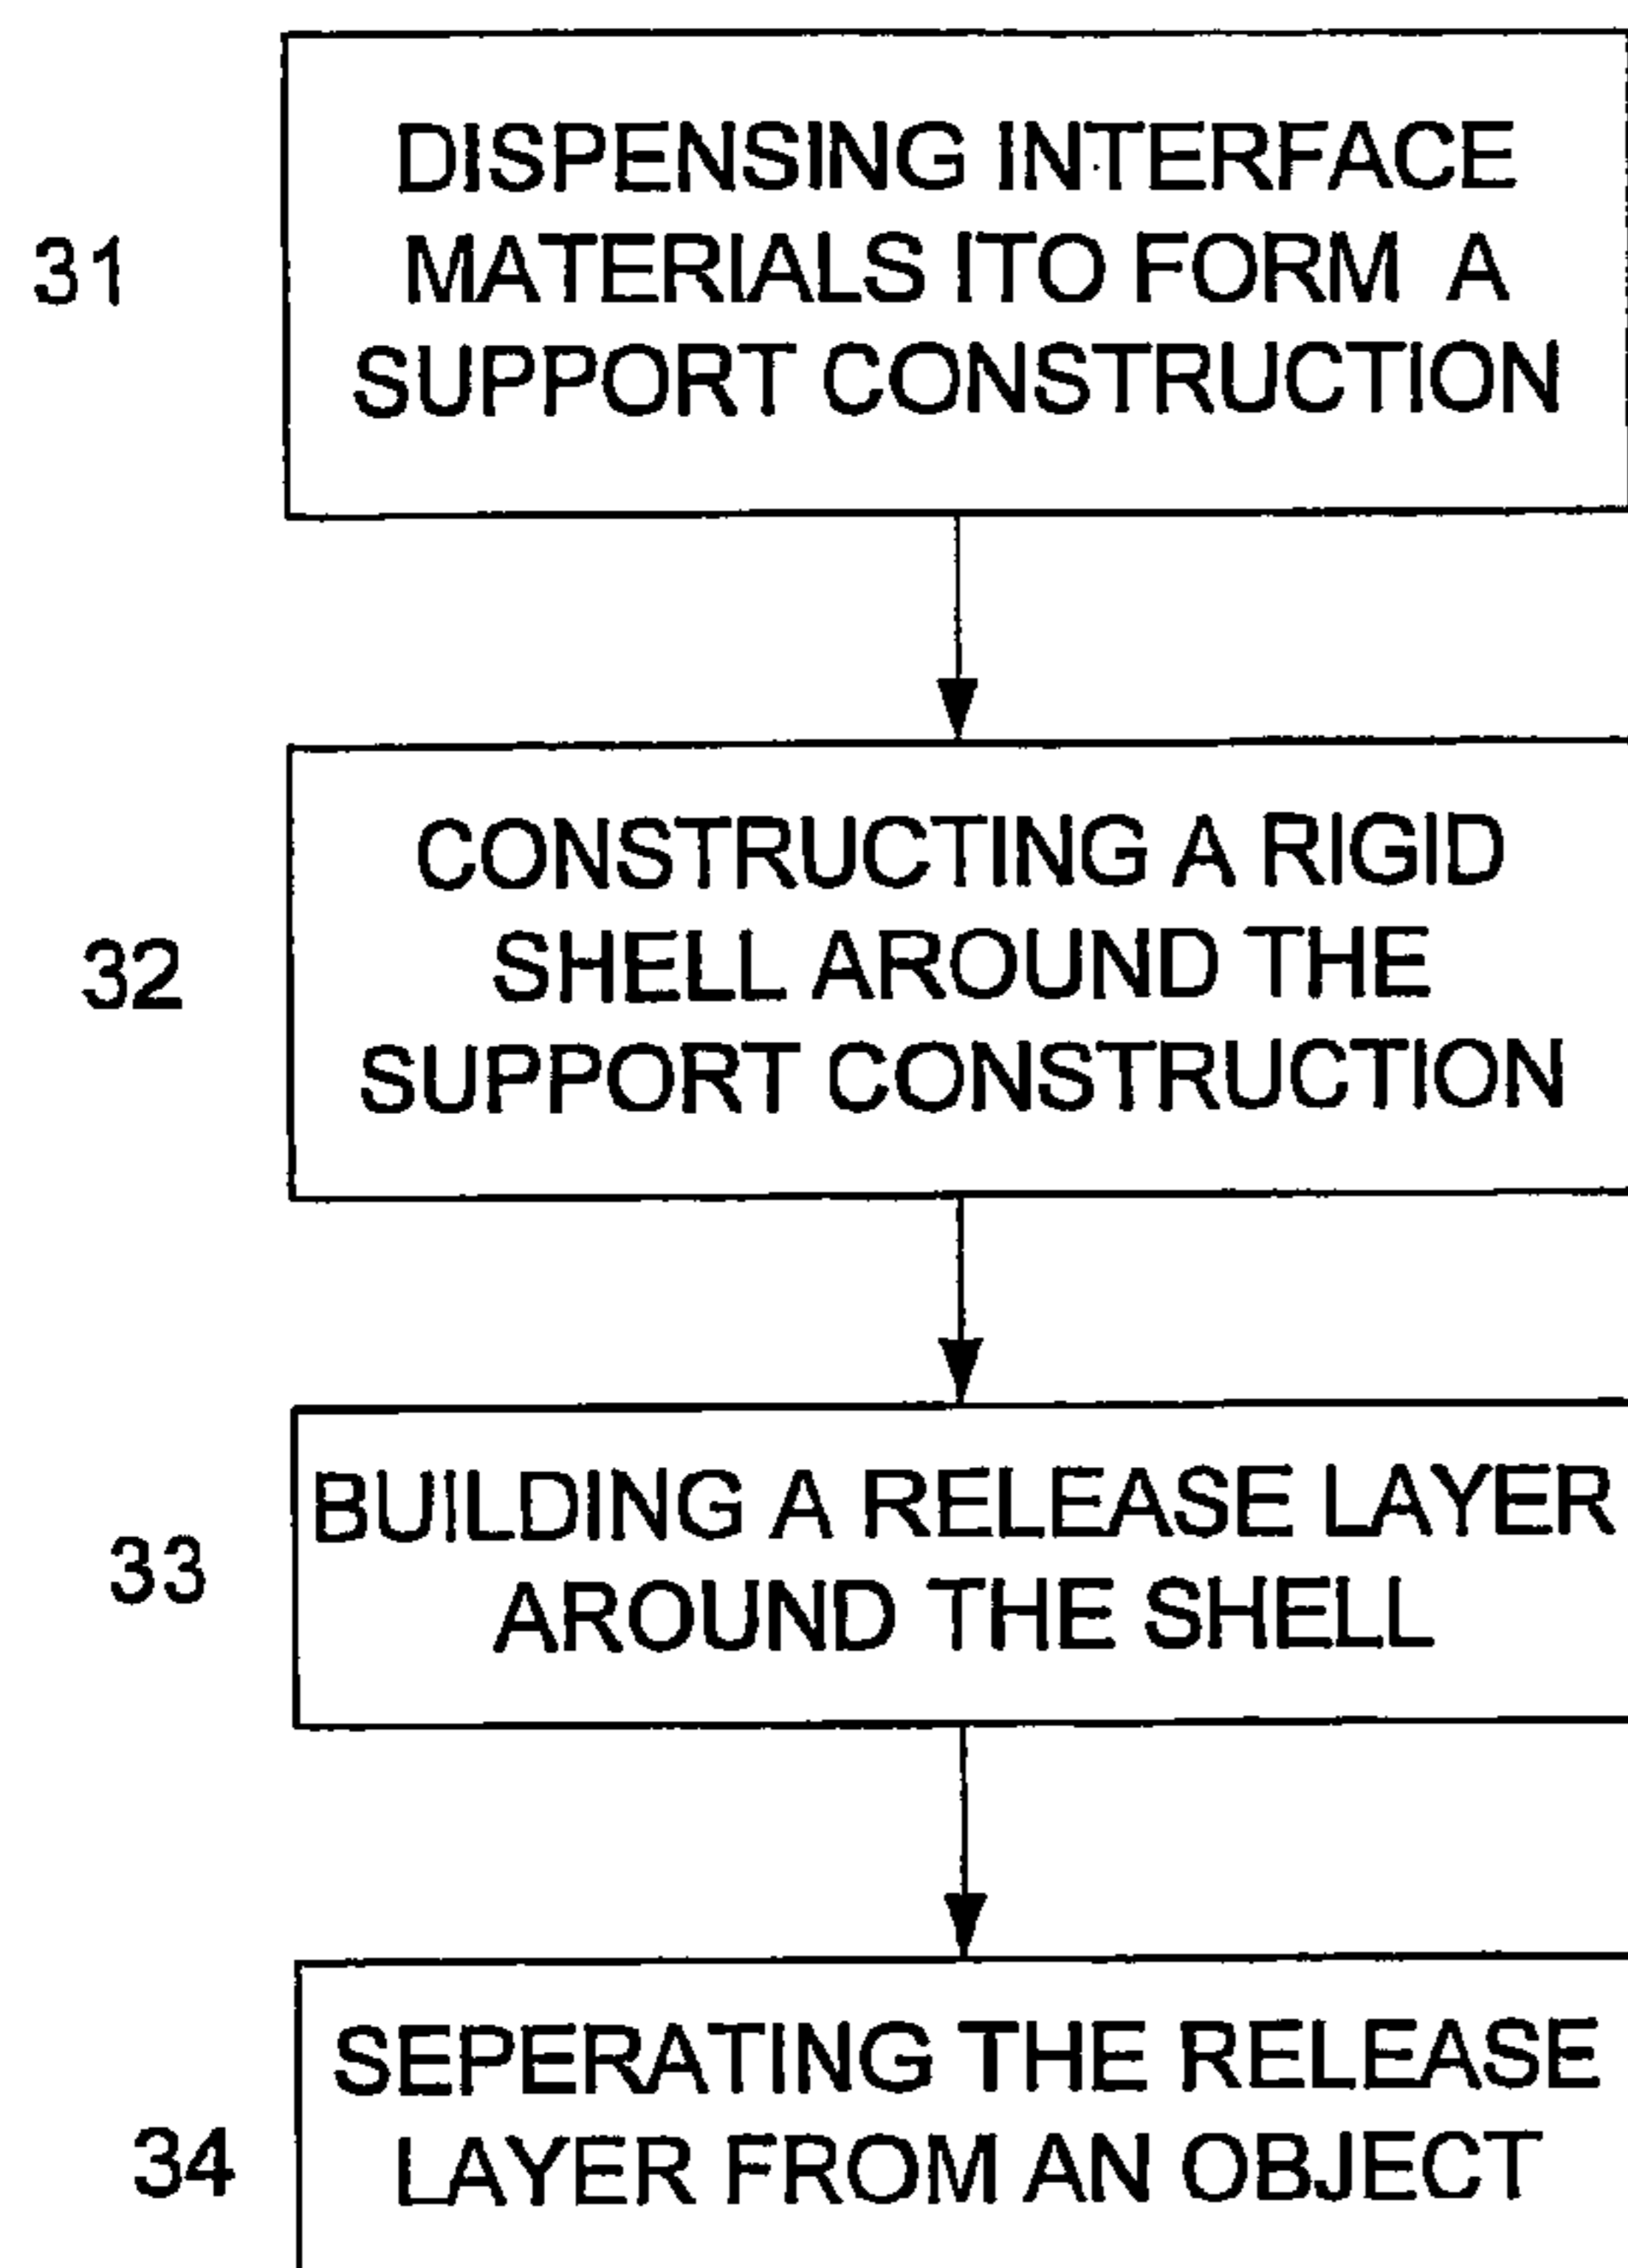 31
DISPENSING INTERFACE
MATERIALS ITO FORM A
SUPPORT CONSTRUCTION
32
CONSTRUCTING A RIGID
SHELL AROUND THE
SUPPORT CONSTRUCTION
33
BUILDING A RELEASE LAYER
AROUND THE SHELL
34
SEPERATING THE RELEASE
LAYER FROM AN OBJECT